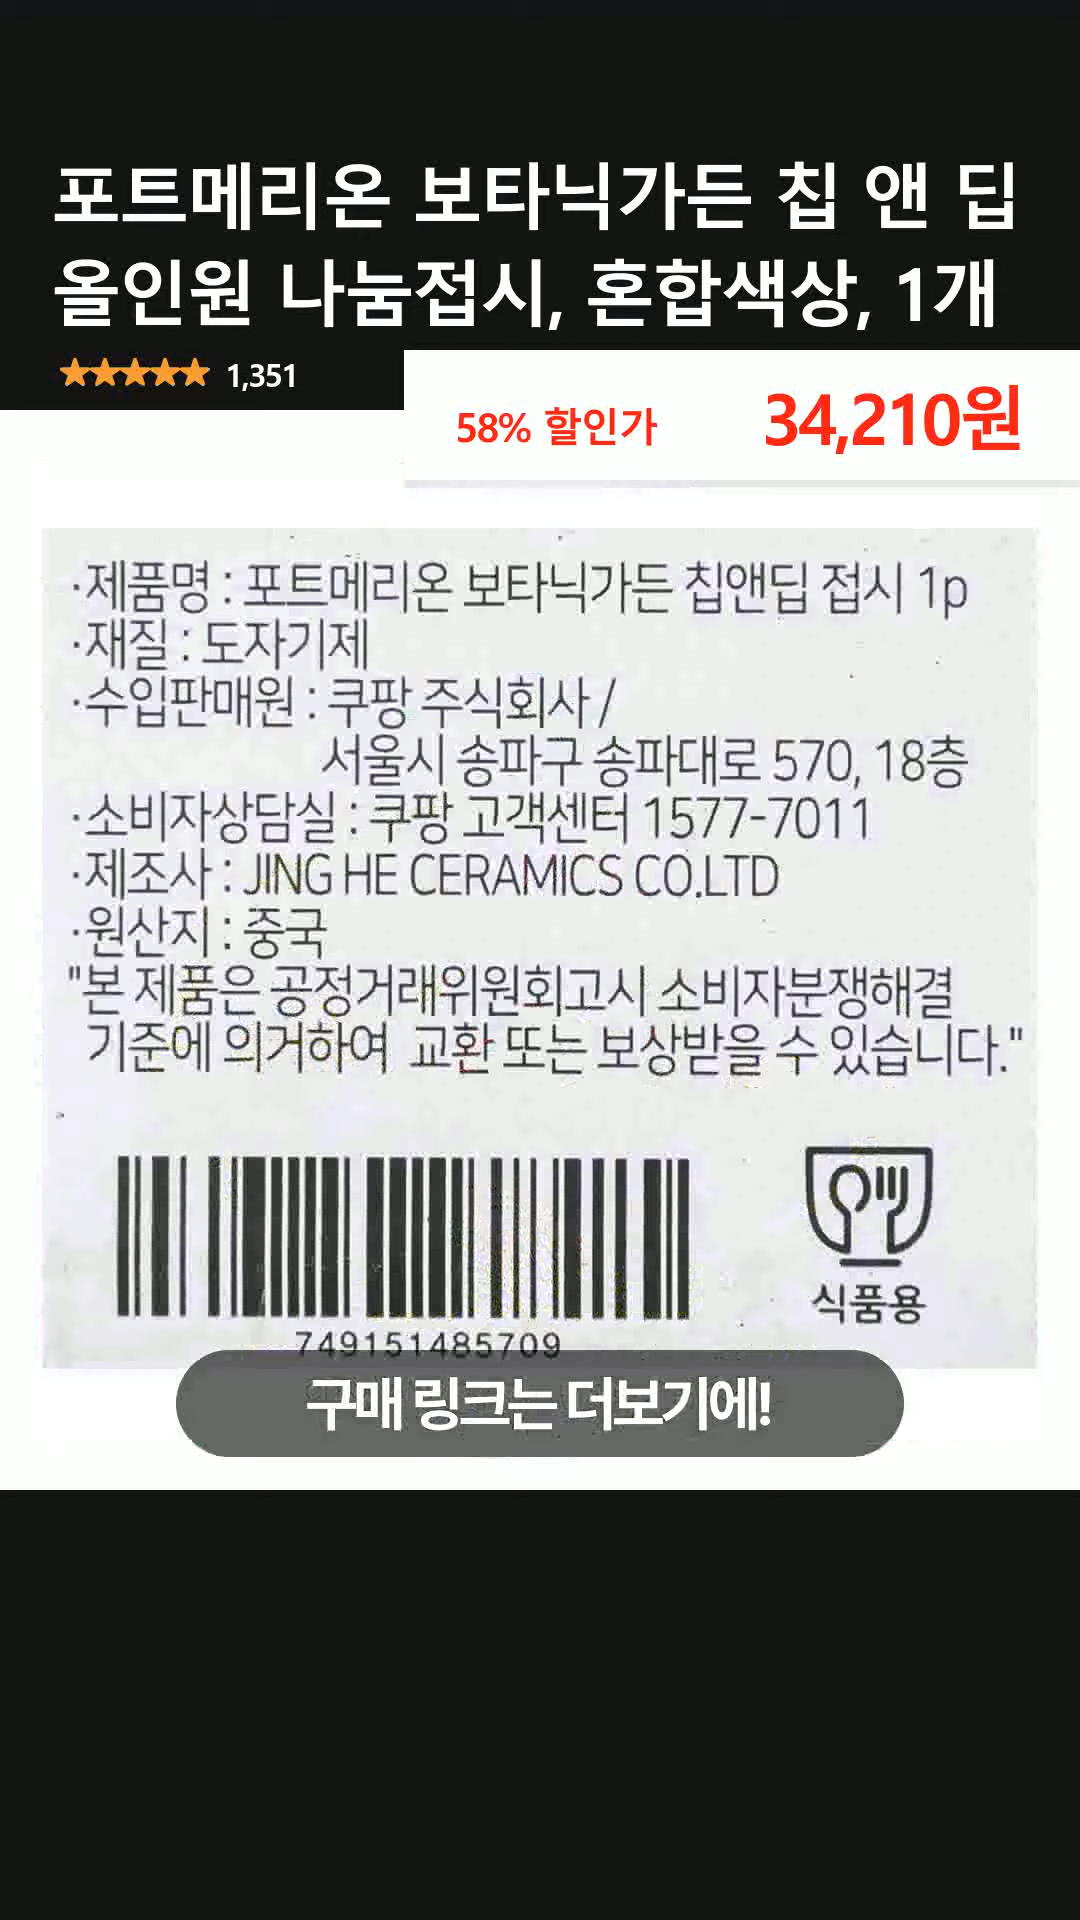 포트메리온 보타닉가든 칩 앤 딥
올인원 나눔접시, 혼합색상, 1개
1,351
58% 할인가 34,210원
·제품명 : 포트메리온 보타닉가든 칩앤딥 접시 1p
·재질 : 도자기제
·수입판매원 : 쿠팡 주식회사 /
서울시 송파구 송파대로 570, 18층
·소비자상담실 : 쿠팡 고객센터 1577-7011
·제조사 : JING HE CERAMICS CO.LTD
·원산지 : 중국
"본 제품은 공정거래위원회고시 소비자분쟁해결
기준에 의거하여 교환 또는 보상받을 수 있습니다."
식품용
749151485709
구매 링크는 더보기에!